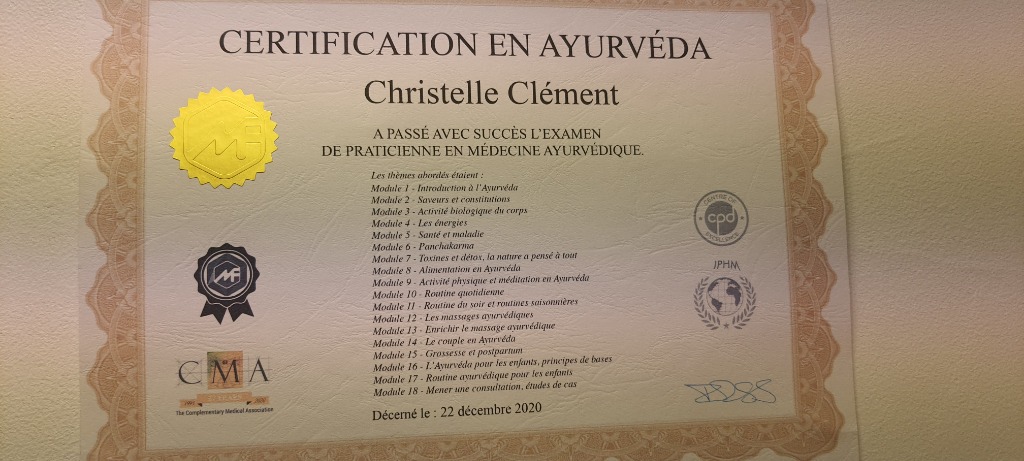 CERTIFICATION EN AYURVÉDA
Christelle Clément
A PASSÉ AVEC SUCCÈS L'EXAMEN
DE PRATICIENNE EN MÉDECINE AYURVÉDIQUE.
Les thèmes abordés étaient :
Module 1 - Introduction à l'Ayurvéda
Module 2 - Saveurs et constitutions
Module 3 - Activité biologique du corps
Module 4 - Les énergies
Module 5 - Santé et maladie
Module 6 - Panchakarma
Module 7 - Toxines et détox, la nature a pensé à tout
Module 8 - Alimentation en Ayurvéda
Module 9 - Activité physique et méditation en Ayurvéda
Module 10 - Routine quotidienne
Module 11 - Routine du soir et routines saisonnières
Module 12 - Les massages ayurvédiques
Module 13 - Enrichir le massage ayurvédique
Module 14 - Le couple en Ayurvéda
Module 15 - Grossesse et postpartum
Module 16 - L'Ayurvéda pour les enfants, principes de bases
Module 17 - Routine ayurvédique pour les enfants
Module 18 - Mener une consultation, études de cas
Décerné le : 22 décembre 2020
MF
CMA
25 YEARS
The Complementary Medical Association
CENTRE OF
cpd
EXCELLENCE
IPHM